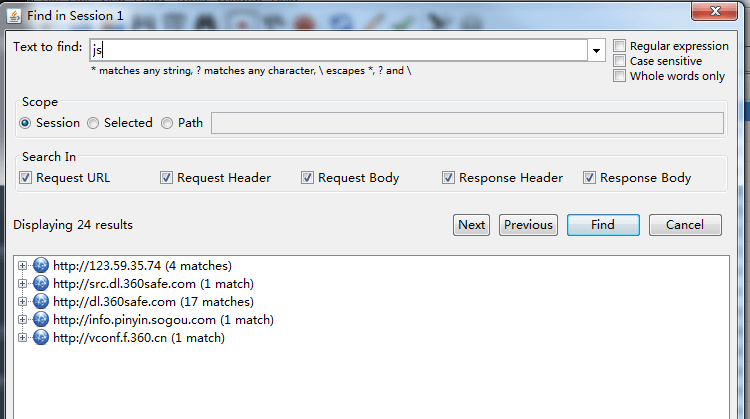 Find in Session 1
Text to find: js
* matches any string, ? matches any character, \ escapes *, ? and \
Regular expression
Case sensitive
Whole words only
Scope
Session Selected Path
Search In
Request URL Request Header Request Body Response Header Response Body
Displaying 24 results Next Previous Find Cancel
http://123.59.35.74 (4 matches)
http://src.dl.360safe.com (1 match)
http://dl.360safe.com (17 matches)
http://info.pinyin.sogou.com (1 match)
http://vconf.f.360.cn (1 match)